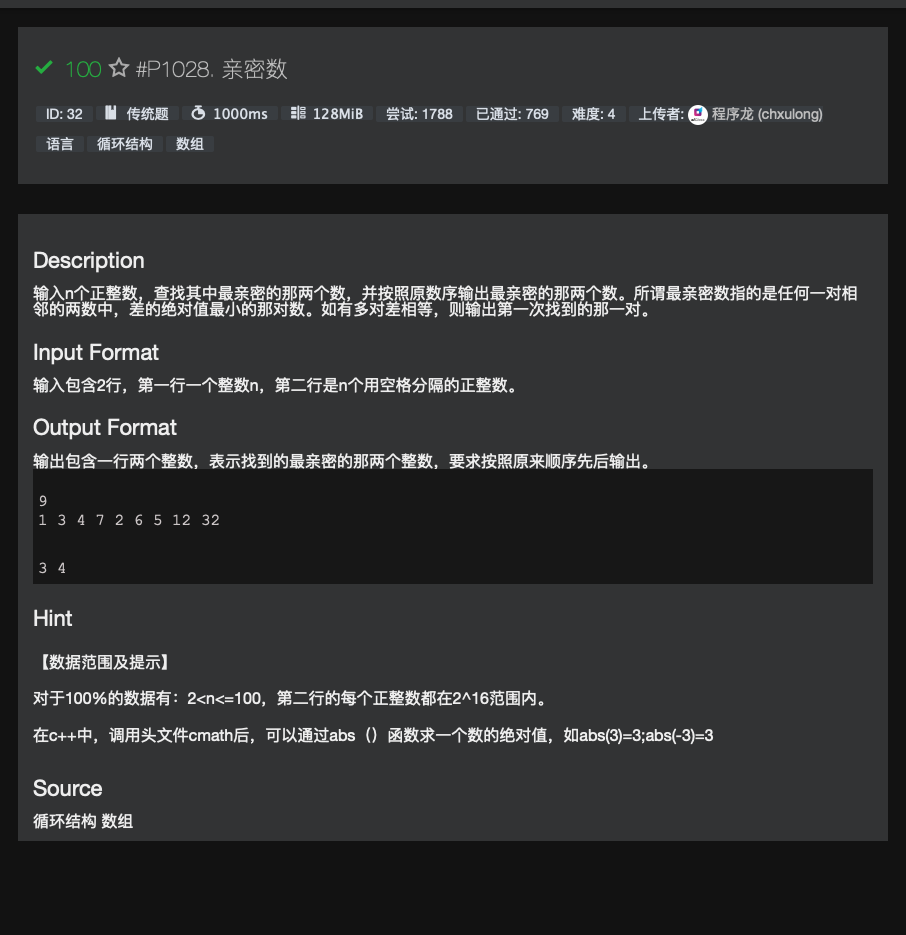 100 #P1028. 亲密数
ID: 32 传统题 1000ms 128MiB 尝试: 1788 已通过: 769 难度: 4 上传者: 程序龙 (chxulong)
语言 循环结构 数组
Description
输入n个正整数，查找其中最亲密的那两个数，并按照原数序输出最亲密的那两个数。所谓最亲密数指的是任何一对相
邻的两数中，差的绝对值最小的那对数。如有多对差相等，则输出第一次找到的那一对。
Input Format
输入包含2行，第一行一个整数n，第二行是n个用空格分隔的正整数。
Output Format
输出包含一行两个整数，表示找到的最亲密的那两个整数，要求按照原来顺序先后输出。
9
1 3 4 7 2 6 5 12 32
3 4
Hint
【数据范围及提示】
对于100%的数据有：2<n<=100，第二行的每个正整数都在2^16范围内。
在c++中，调用头文件cmath后，可以通过abs（）函数求一个数的绝对值，如abs(3)=3;abs(-3)=3
Source
循环结构 数组